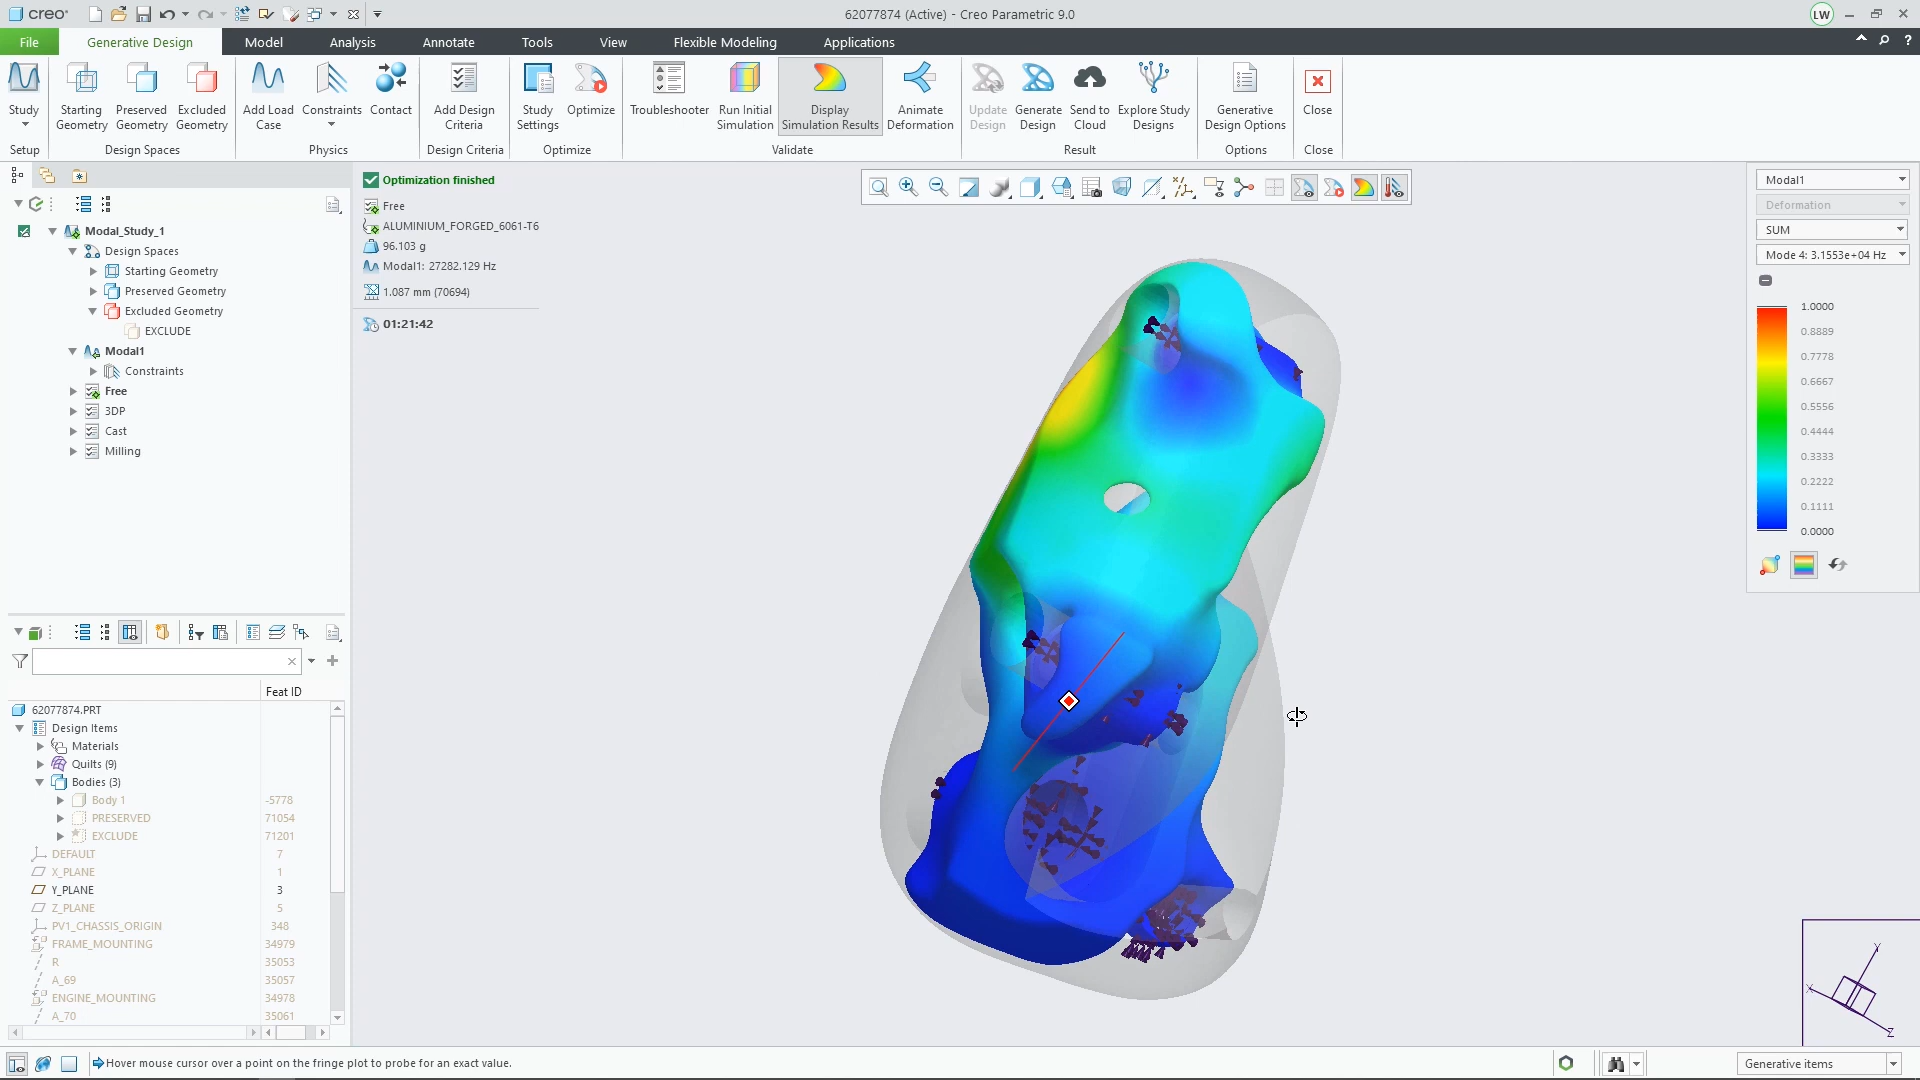 creo
62077874 (Active) - Creo Parametric 9.0
LW
File
Generative Design
Model
Analysis
Annotate
Tools
View
Flexible Modeling
Applications
Study
Starting Geometry
Preserved Geometry
Excluded Geometry
Add Load Case
Constraints
Contact
Add Design Criteria
Study Settings
Optimize
Troubleshooter
Run Initial Simulation
Display Simulation Results
Animate Deformation
Update Design
Generate Design
Send to Cloud
Explore Study Designs
Generative Design Options
Close
Setup
Design Spaces
Physics
Design Criteria
Optimize
Validate
Result
Options
Close
Modal_Study_1
Design Spaces
Starting Geometry
Preserved Geometry
Excluded Geometry
EXCLUDE
Modal1
Constraints
Free
3DP
Cast
Milling
Feat ID
62077874.PRT
Design Items
Materials
Quilts (9)
Bodies (3)
Body 1 -5778
PRESERVED 71054
EXCLUDE 71201
DEFAULT 7
X_PLANE 1
Y_PLANE 3
Z_PLANE 5
PV1_CHASSIS_ORIGIN 348
FRAME_MOUNTING 34979
R 35053
A_69 35057
ENGINE_MOUNTING 34978
A_70 35061
Optimization finished
Free
ALUMINIUM_FORGED_6061-T6
96.103 g
Modal1: 27282.129 Hz
1.087 mm (70694)
01:21:42
Modal1
Deformation
SUM
Mode 4: 3.1553e+04 Hz
1.0000
0.8889
0.7778
0.6667
0.5556
0.4444
0.3333
0.2222
0.1111
0.0000
Y
X
Z
Hover mouse cursor over a point on the fringe plot to probe for an exact value.
Generative items